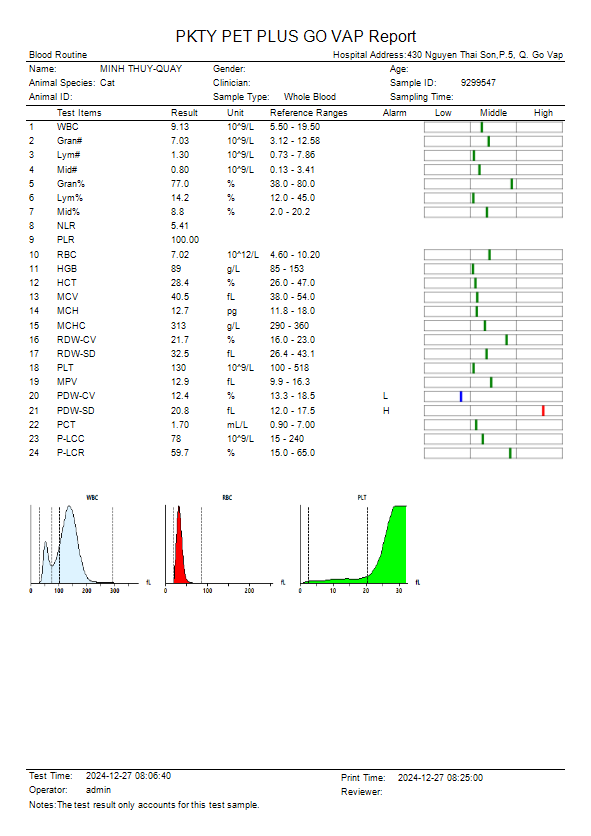 PKTY PET PLUS GO VAP Report
Blood Routine Hospital Address:430 Nguyen Thai Son,P.5, Q. Go Vap
Name: MINH THUY-QUAY Gender: Age:
Animal Species: Cat Clinician: Sample ID: 9299547
Animal ID: Sample Type: Whole Blood Sampling Time:
Test Items Result Unit Reference Ranges Alarm Low Middle High
1 WBC 9.13 10^9/L 5.50 - 19.50
2 Gran# 7.03 10^9/L 3.12 - 12.58
3 Lym# 1.30 10^9/L 0.73 - 7.86
4 Mid# 0.80 10^9/L 0.13 - 3.41
5 Gran% 77.0 % 38.0 - 80.0
6 Lym% 14.2 % 12.0 - 45.0
7 Mid% 8.8 % 2.0 - 20.2
8 NLR 5.41
9 PLR 100.00
10 RBC 7.02 10^12/L 4.60 - 10.20
11 HGB 89 g/L 85 - 153
12 HCT 28.4 % 26.0 - 47.0
13 MCV 40.5 fL 38.0 - 54.0
14 MCH 12.7 pg 11.8 - 18.0
15 MCHC 313 g/L 290 - 360
16 RDW-CV 21.7 % 16.0 - 23.0
17 RDW-SD 32.5 fL 26.4 - 43.1
18 PLT 130 10^9/L 100 - 518
19 MPV 12.9 fL 9.9 - 16.3
20 PDW-CV 12.4 % 13.3 - 18.5 L
21 PDW-SD 20.8 fL 12.0 - 17.5 H
22 PCT 1.70 mL/L 0.90 - 7.00
23 P-LCC 78 10^9/L 15 - 240
24 P-LCR 59.7 % 15.0 - 65.0
WBC RBC PLT
0 100 200 300 fL 0 100 200 fL 0 10 20 30 fL
Test Time: 2024-12-27 08:06:40 Print Time: 2024-12-27 08:25:00
Operator: admin Reviewer:
Notes:The test result only accounts for this test sample.